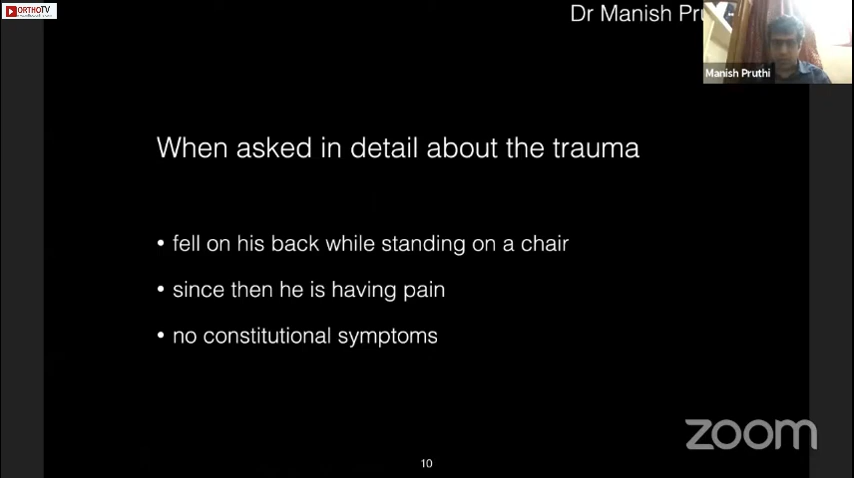 ORTHOTV
Dr Manish Pru
Manish Pruthi
When asked in detail about the trauma
• fell on his back while standing on a chair
• since then he is having pain
• no constitutional symptoms
zoom
10